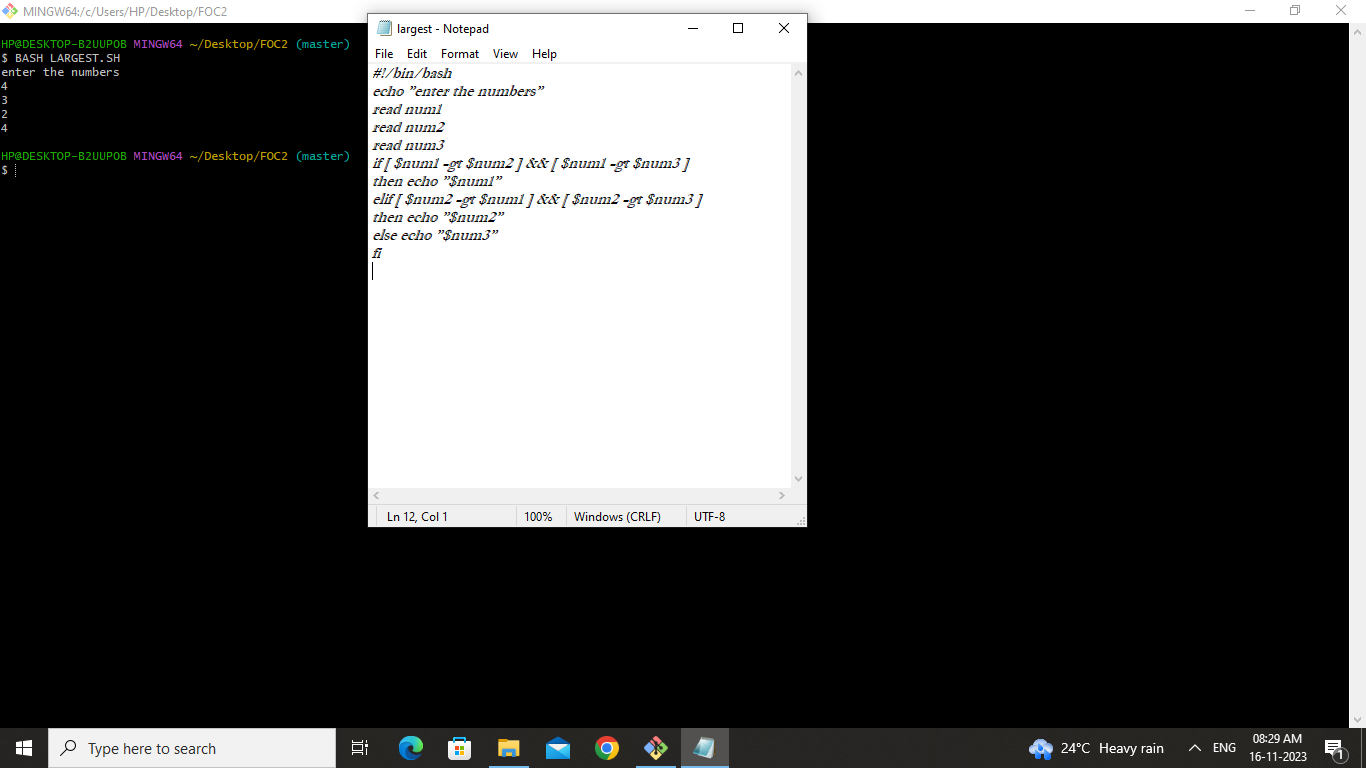 MINGW64:/c/Users/HP/Desktop/FOC2
HP@DESKTOP-B2UUPOB MINGW64 ~/Desktop/FOC2 (master)
$ BASH LARGEST.SH
enter the numbers
4
3
2
4
HP@DESKTOP-B2UUPOB MINGW64 ~/Desktop/FOC2 (master)
$
largest - Notepad
File Edit Format View Help
#!/bin/bash
echo "enter the numbers"
read num1
read num2
read num3
if [ $num1 -gt $num2 ] && [ $num1 -gt $num3 ]
then echo "$num1"
elif [ $num2 -gt $num1 ] && [ $num2 -gt $num3 ]
then echo "$num2"
else echo "$num3"
fi
Ln 12, Col 1 100% Windows (CRLF) UTF-8
Type here to search
24°C Heavy rain
ENG
08:29 AM
16-11-2023
1